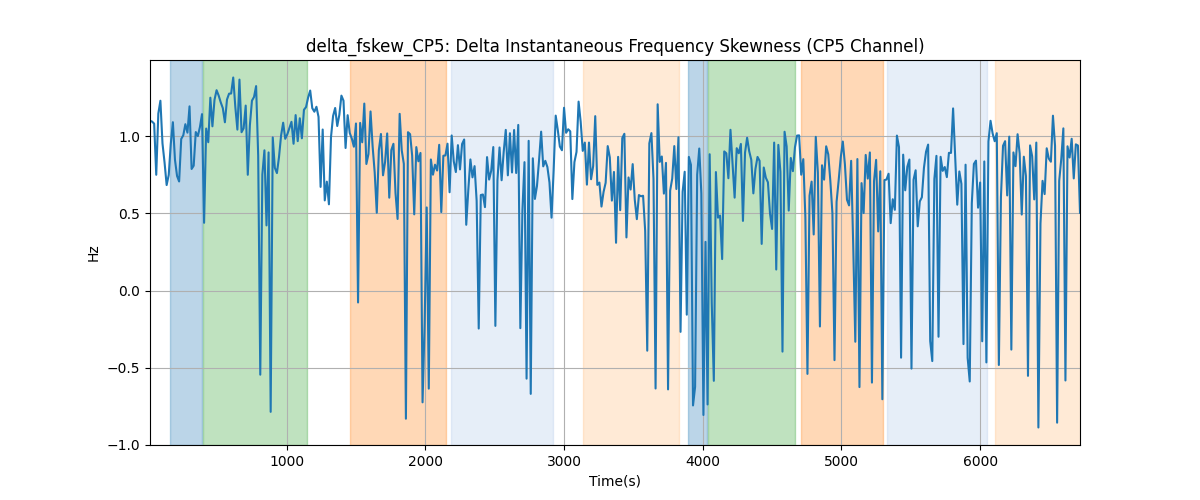 delta_fskew_CP5: Delta Instantaneous Frequency Skewness (CP5 Channel)
1.0
0.5
0.0
−0.5
−1.0
Hz
1000 2000 3000 4000 5000 6000
Time(s)